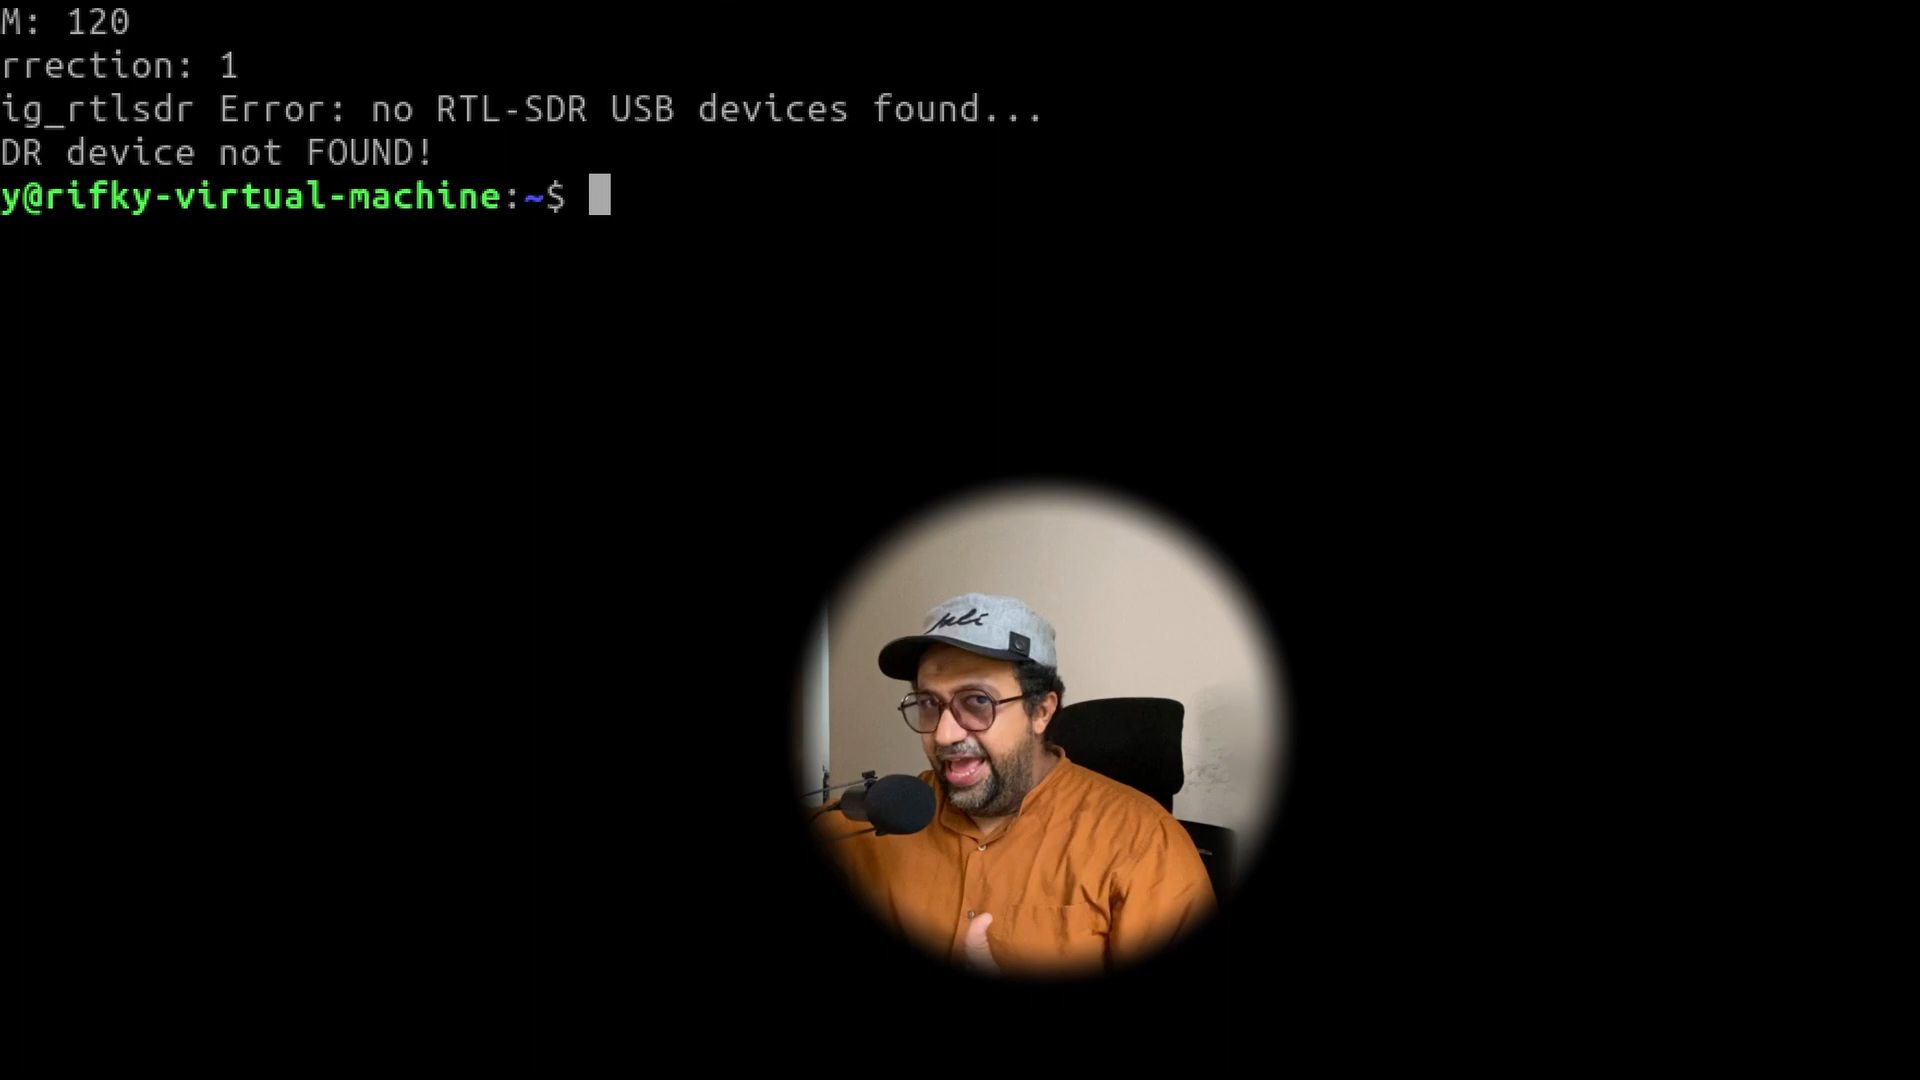 M: 120
rrection: 1
ig_rtlsdr Error: no RTL-SDR USB devices found...
DR device not FOUND!
y@rifky-virtual-machine:~$